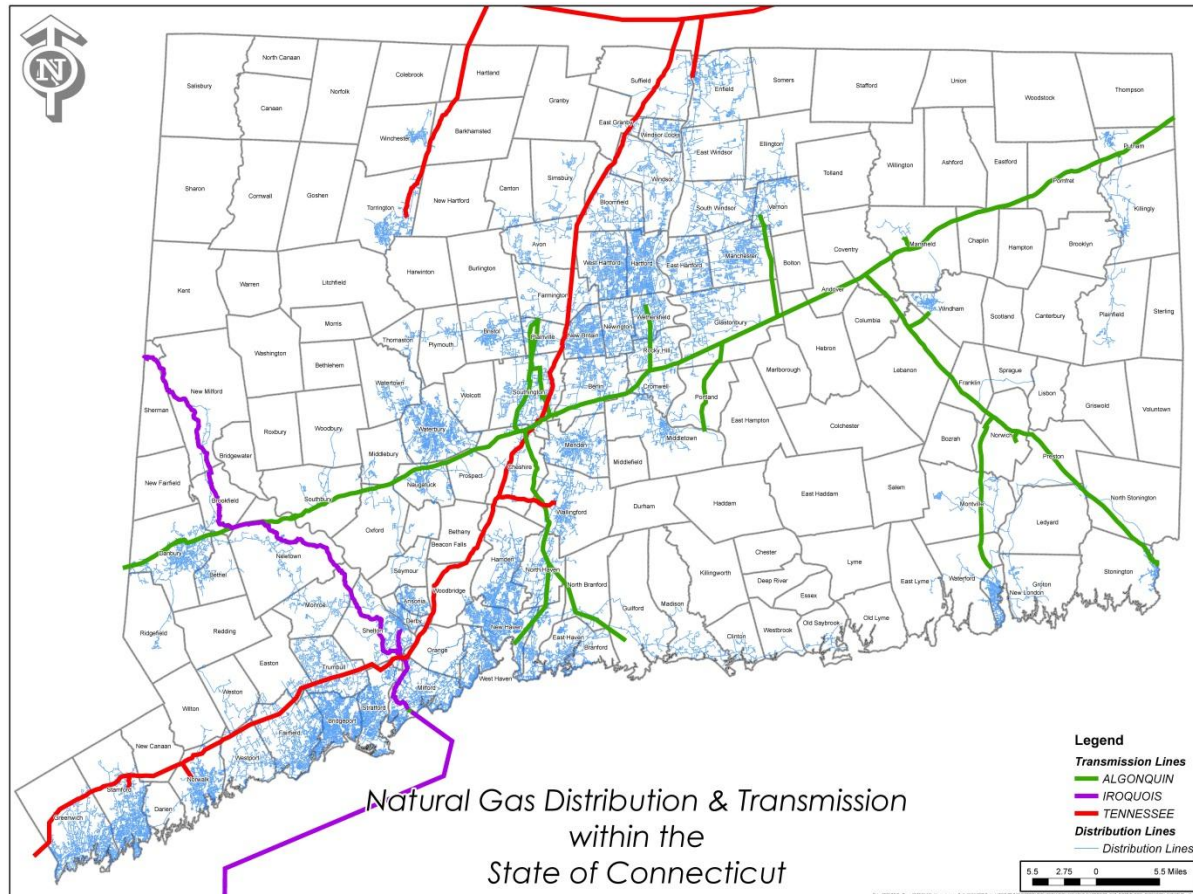 N
North Canaan
Colebrook
Hartland
Suffield
Enfield
Somers
Stafford
Union
Woodstock
Thompson
Salisbury
Norfolk
Canaan
Granby
East Granby
Windsor Locks
Winchester
Barkhamsted
East Windsor
Ellington
Willington
Ashford
Eastford
Putnam
Pomfret
Sharon
Cornwall
Goshen
New Hartford
Canton
Simsbury
Windsor
Bloomfield
South Windsor
Vernon
Tolland
Killingly
Torrington
Avon
West Hartford
Hartford
East Hartford
Manchester
Bolton
Coventry
Mansfield
Chaplin
Hampton
Brooklyn
Kent
Warren
Litchfield
Harwinton
Burlington
Farmington
Andover
Wethersfield
Glastonbury
Columbia
Windham
Scotland
Canterbury
Plainfield
Sterling
Morris
Thomaston
Plymouth
Bristol
Plainville
New Britain
Newington
Rocky Hill
Hebron
Washington
Bethlehem
Watertown
Wolcott
Southington
Berlin
Cromwell
Portland
Marlborough
Lebanon
Franklin
Sprague
Lisbon
Griswold
Voluntown
New Milford
Sherman
Roxbury
Woodbury
Waterbury
Middlebury
Meriden
Middletown
East Hampton
Colchester
Bozrah
Norwich
Preston
Bridgewater
New Fairfield
Brookfield
Southbury
Naugatuck
Prospect
Cheshire
Middlefield
Durham
Haddam
East Haddam
Salem
Montville
North Stonington
Ledyard
Danbury
Bethel
Newtown
Oxford
Beacon Falls
Bethany
Wallingford
Hamden
North Haven
Killingworth
Chester
Deep River
Essex
Lyme
East Lyme
Waterford
New London
Groton
Stonington
Ridgefield
Redding
Monroe
Seymour
Ansonia
Derby
Woodbridge
North Branford
Guilford
Madison
Clinton
Westbrook
Old Saybrook
Old Lyme
Shelton
Orange
New Haven
East Haven
Branford
West Haven
Easton
Trumbull
Weston
Wilton
Milford
Stratford
Bridgeport
Fairfield
Westport
New Canaan
Norwalk
Darien
Stamford
Greenwich
Natural Gas Distribution & Transmission
within the
State of Connecticut
Legend
Transmission Lines
ALGONQUIN
IROQUOIS
TENNESSEE
Distribution Lines
Distribution Lines
5.5 2.75 0 5.5 Miles